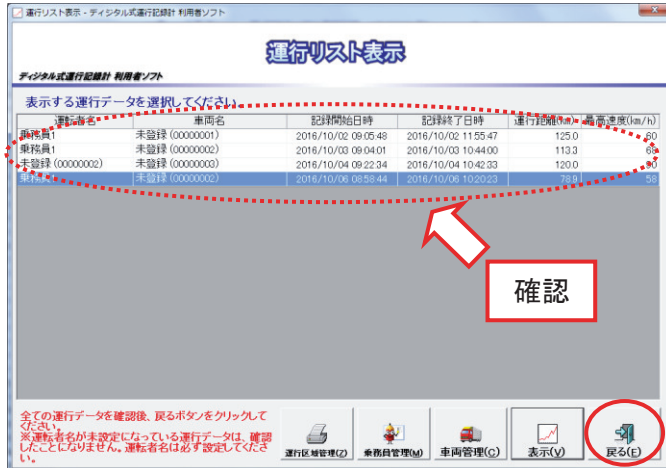 運行リスト表示 - ディジタル式運行記録計 利用者ソフト
運行リスト表示
ディジタル式運行記録計 利用者ソフト
表示する運行データを選択してください
運転者名 車両名 記録開始日時 記録終了日時 運行距離(km) 最高速度(km/h)
乗務員1 未登録 (00000001) 2016/10/02 09:05:48 2016/10/02 11:55:47 125.0 60
乗務員1 未登録 (00000002) 2016/10/03 09:04:01 2016/10/03 10:44:00 113.3 68
未登録 (00000002) 未登録 (00000003) 2016/10/04 09:22:34 2016/10/04 10:42:33 120.0 90
未登録 (00000002) 2016/10/06 08:58:44 2016/10/06 10:20:23 78.9 58
確認
全ての運行データを確認後、戻るボタンをクリックして
ください。
※運転者名が未設定になっている運行データは、確認
したことになりません。運転者名は必ず設定してくださ
い。
運行区域管理(Z) 乗務員管理(M) 車両管理(C) 表示(V) 戻る(E)